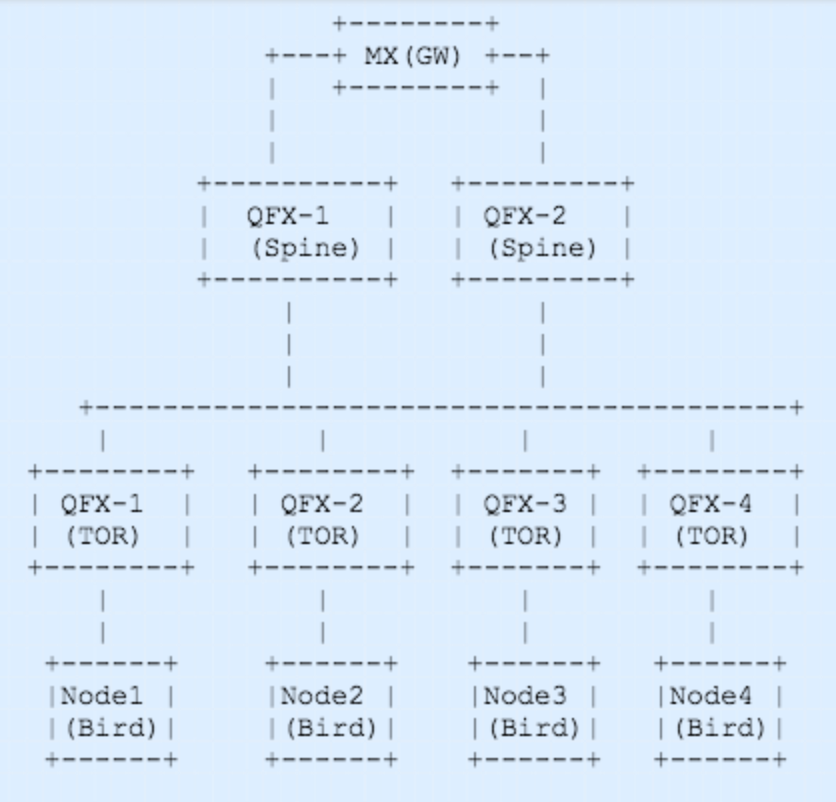 MX(GW)
QFX-1 QFX-2
(Spine) (Spine)
QFX-1 QFX-2 QFX-3 QFX-4
(TOR) (TOR) (TOR) (TOR)
Node1 Node2 Node3 Node4
(Bird) (Bird) (Bird) (Bird)